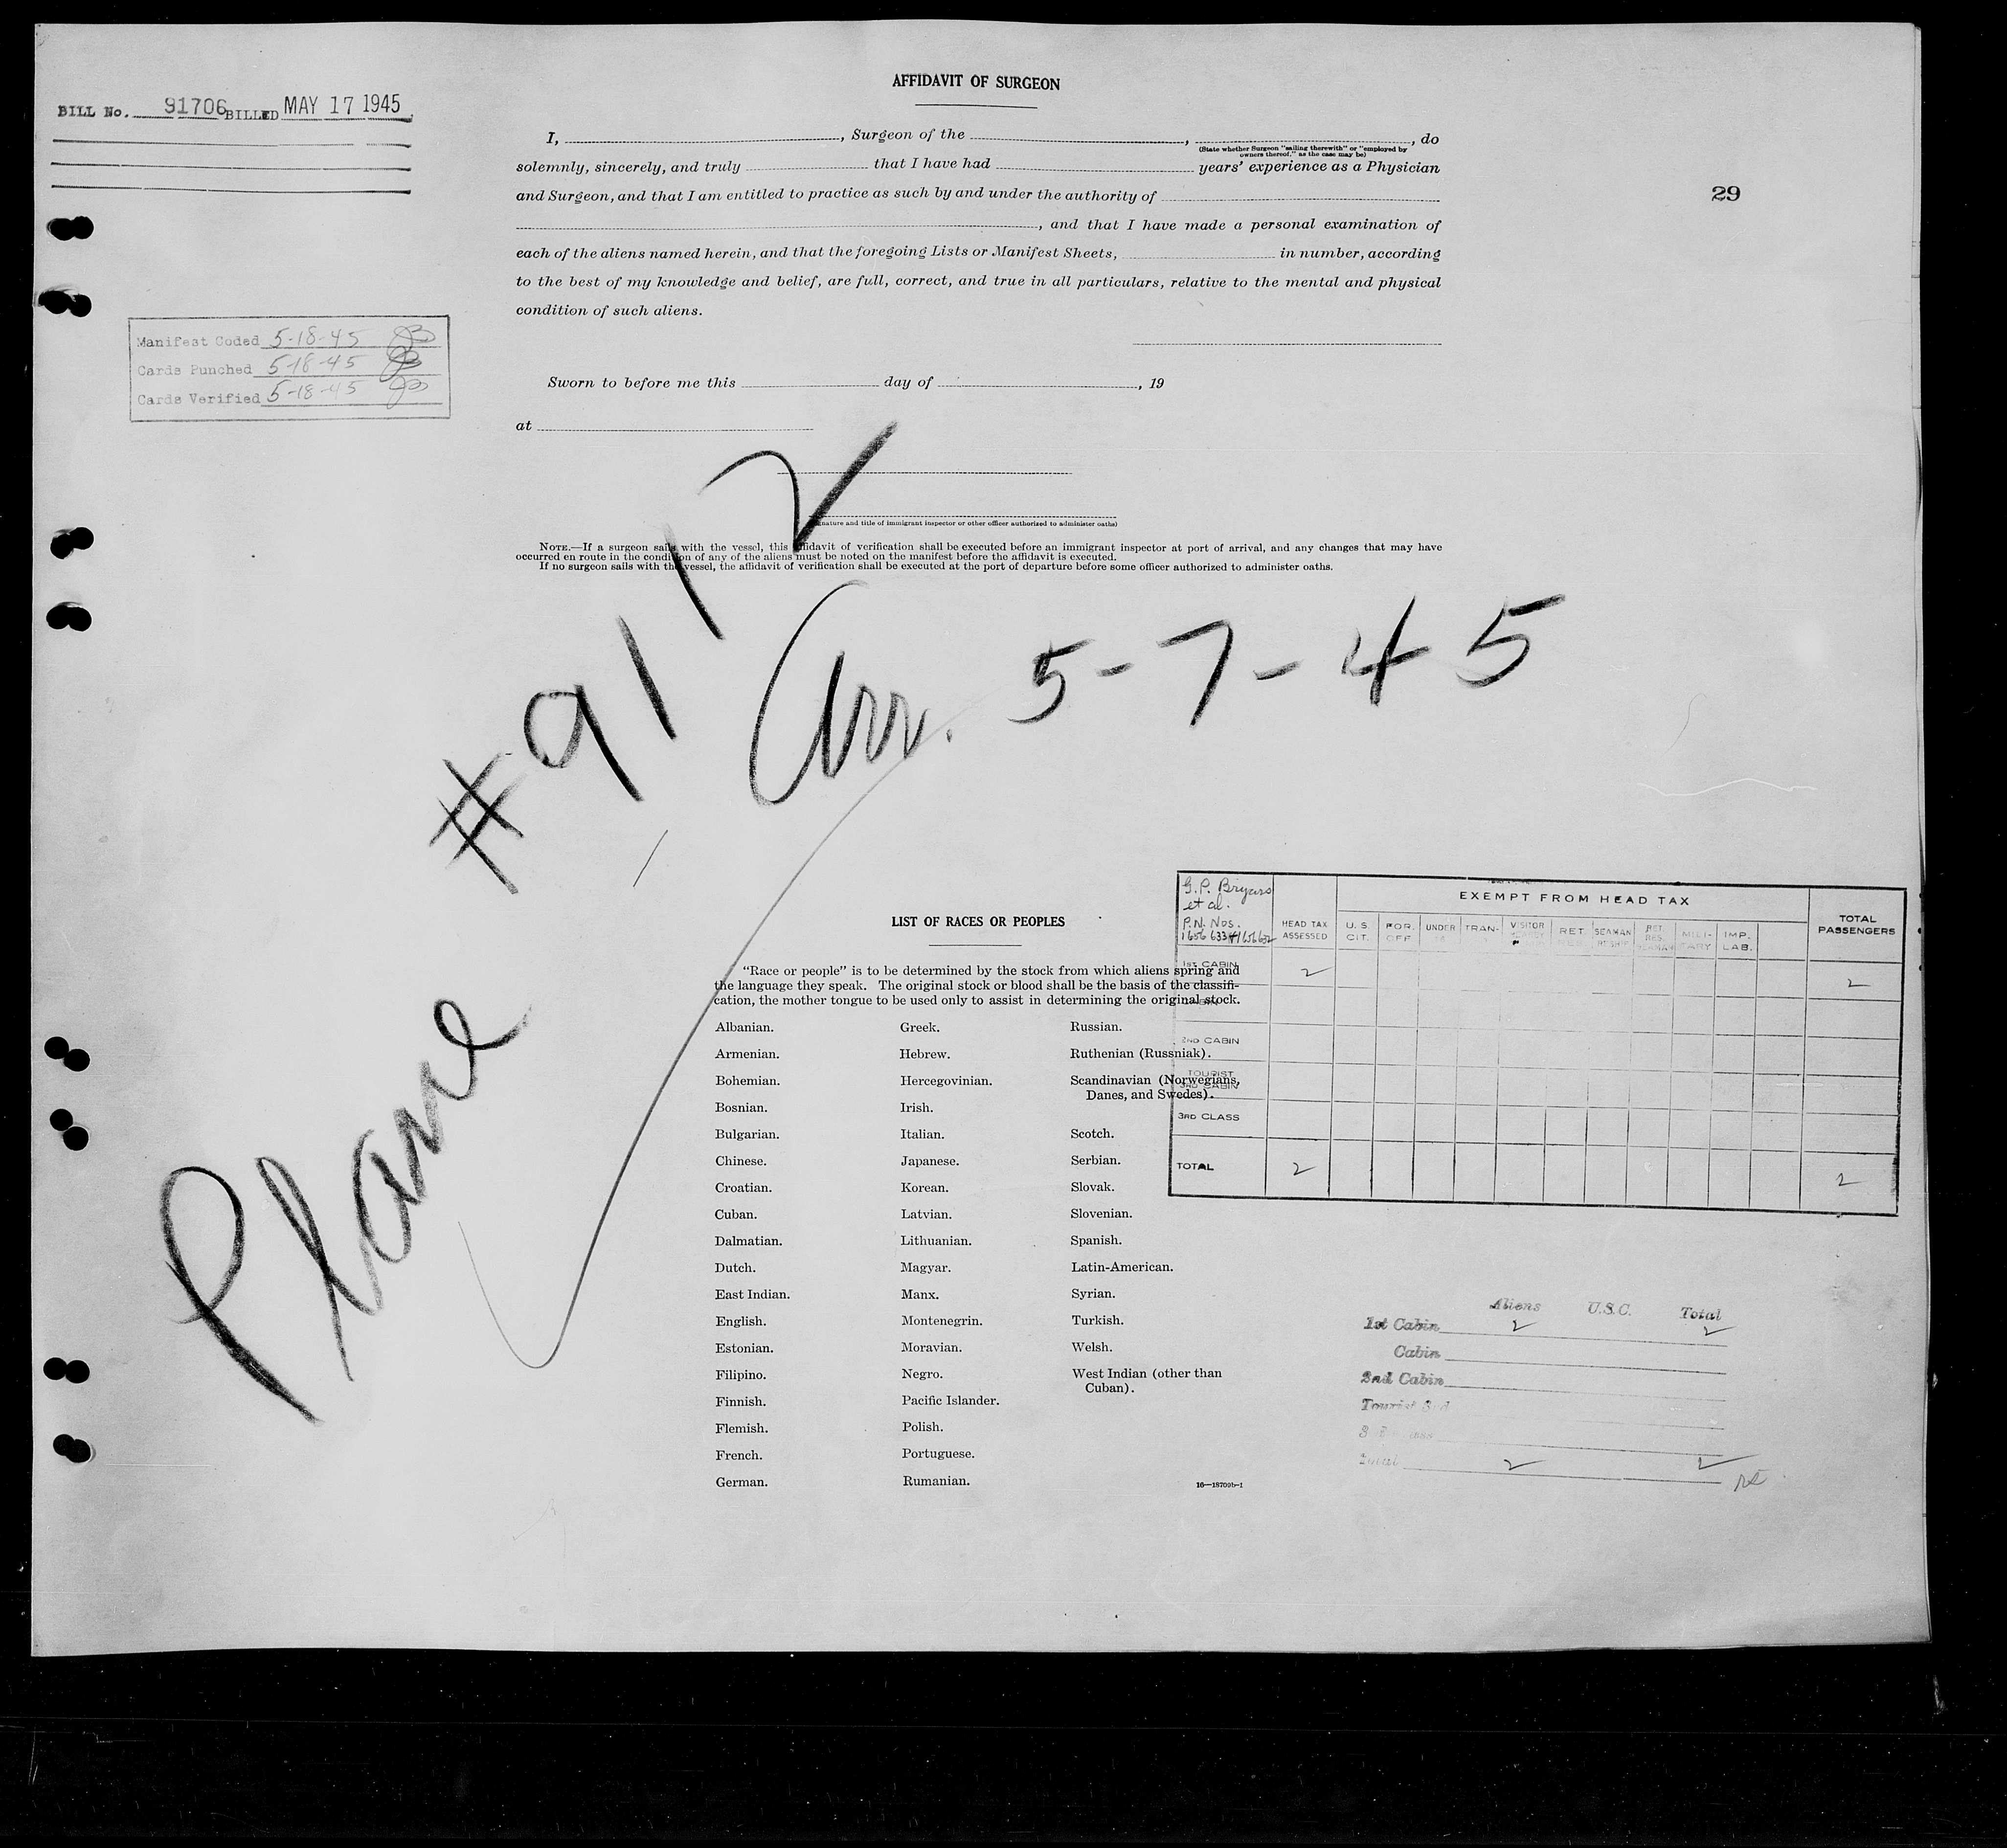 AFFIDAVIT OF SURGEON
BILL No. 91706 BILLED MAY 17 1945
I, , Surgeon of the , , do
(State whether Surgeon "sailing therewith" or "employed by
owners thereof," as the case may be)
solemnly, sincerely, and truly that I have had years' experience as a Physician
and Surgeon, and that I am entitled to practice as such by and under the authority of
, and that I have made a personal examination of
each of the aliens named herein, and that the foregoing Lists or Manifest Sheets, in number, according
to the best of my knowledge and belief, are full, correct, and true in all particulars, relative to the mental and physical
condition of such aliens.
29
Manifest Coded 5-18-45
Cards Punched 5-18-45
Cards Verified 5-18-45
Sworn to before me this day of , 19
at
nature and title of immigrant inspector or other officer authorized to administer oaths)
NOTE.—If a surgeon sails with the vessel, this affidavit of verification shall be executed before an immigrant inspector at port of arrival, and any changes that may have
occurred en route in the condition of any of the aliens must be noted on the manifest before the affidavit is executed.
If no surgeon sails with the vessel, the affidavit of verification shall be executed at the port of departure before some officer authorized to administer oaths.
Plane #9112
Arr. 5-7-45
LIST OF RACES OR PEOPLES
"Race or people" is to be determined by the stock from which aliens spring and
the language they speak. The original stock or blood shall be the basis of the classifi-
cation, the mother tongue to be used only to assist in determining the original stock.
Albanian.
Armenian.
Bohemian.
Bosnian.
Bulgarian.
Chinese.
Croatian.
Cuban.
Dalmatian.
Dutch.
East Indian.
English.
Estonian.
Filipino.
Finnish.
Flemish.
French.
German.
Greek.
Hebrew.
Hercegovinian.
Irish.
Italian.
Japanese.
Korean.
Latvian.
Lithuanian.
Magyar.
Manx.
Montenegrin.
Moravian.
Negro.
Pacific Islander.
Polish.
Portuguese.
Rumanian.
Russian.
Ruthenian (Russniak).
Scandinavian (Norwegians,
Danes, and Swedes).
Scotch.
Serbian.
Slovak.
Slovenian.
Spanish.
Latin-American.
Syrian.
Turkish.
Welsh.
West Indian (other than
Cuban).
16—18700b-1
G.P. Bryars
et al.
P.N. Nos.
HEAD TAX
ASSESSED
EXEMPT FROM HEAD TAX
U. S.
CIT.
FOR.
OFF
UNDER
TRAN-
VISITOR
RET
SEAMAN
RET.
RES.
SEAMAN
MILI-
TARY
IMP.
LAB.
TOTAL
PASSENGERS
1ST CABIN 2 2
CABIN
2ND CABIN
TOURIST
3RD CABIN
3RD CLASS
TOTAL 2 2
Aliens U.S.C. Total
1st Cabin 2 2
Cabin
2nd Cabin
Tourist 3rd
Total 2 2